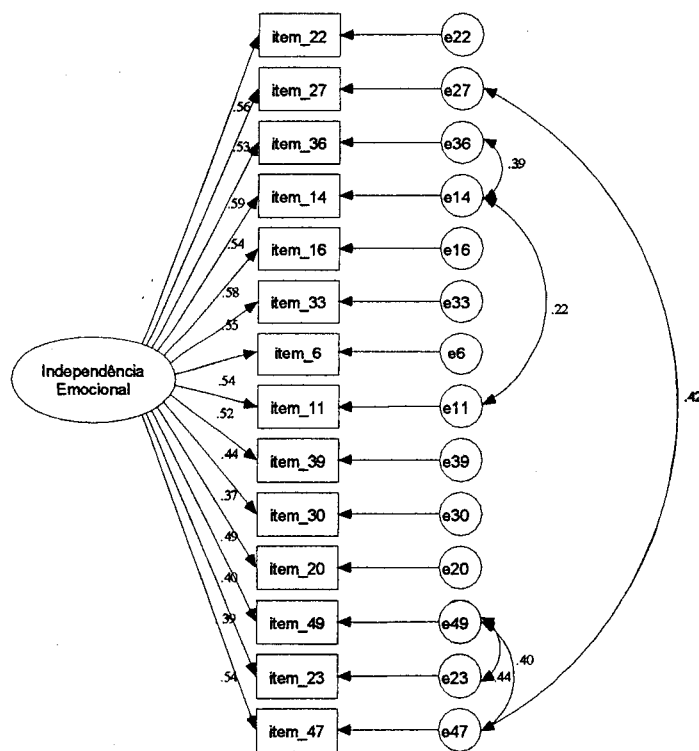 item_22
e22
.56
item_27
e27
.53
item_36
e36
.39
.59
item_14
e14
.54
item_16
e16
.58
item_33
e33
.22
.55
item_6
e6
Independência
Emocional
.54
item_11
e11
.42
.52
item_39
e39
.44
.37
item_30
e30
.49
item_20
e20
.40
item_49
e49
.39
.40
item_23
e23
.44
.54
item_47
e47